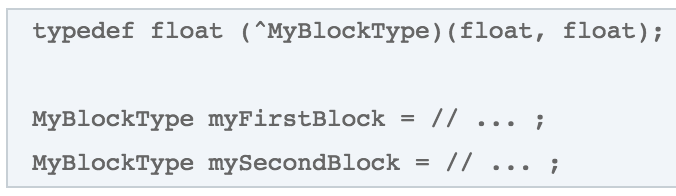 typedef float (^MyBlockType)(float, float);
MyBlockType myFirstBlock = // ... ;
MyBlockType mySecondBlock = // ... ;